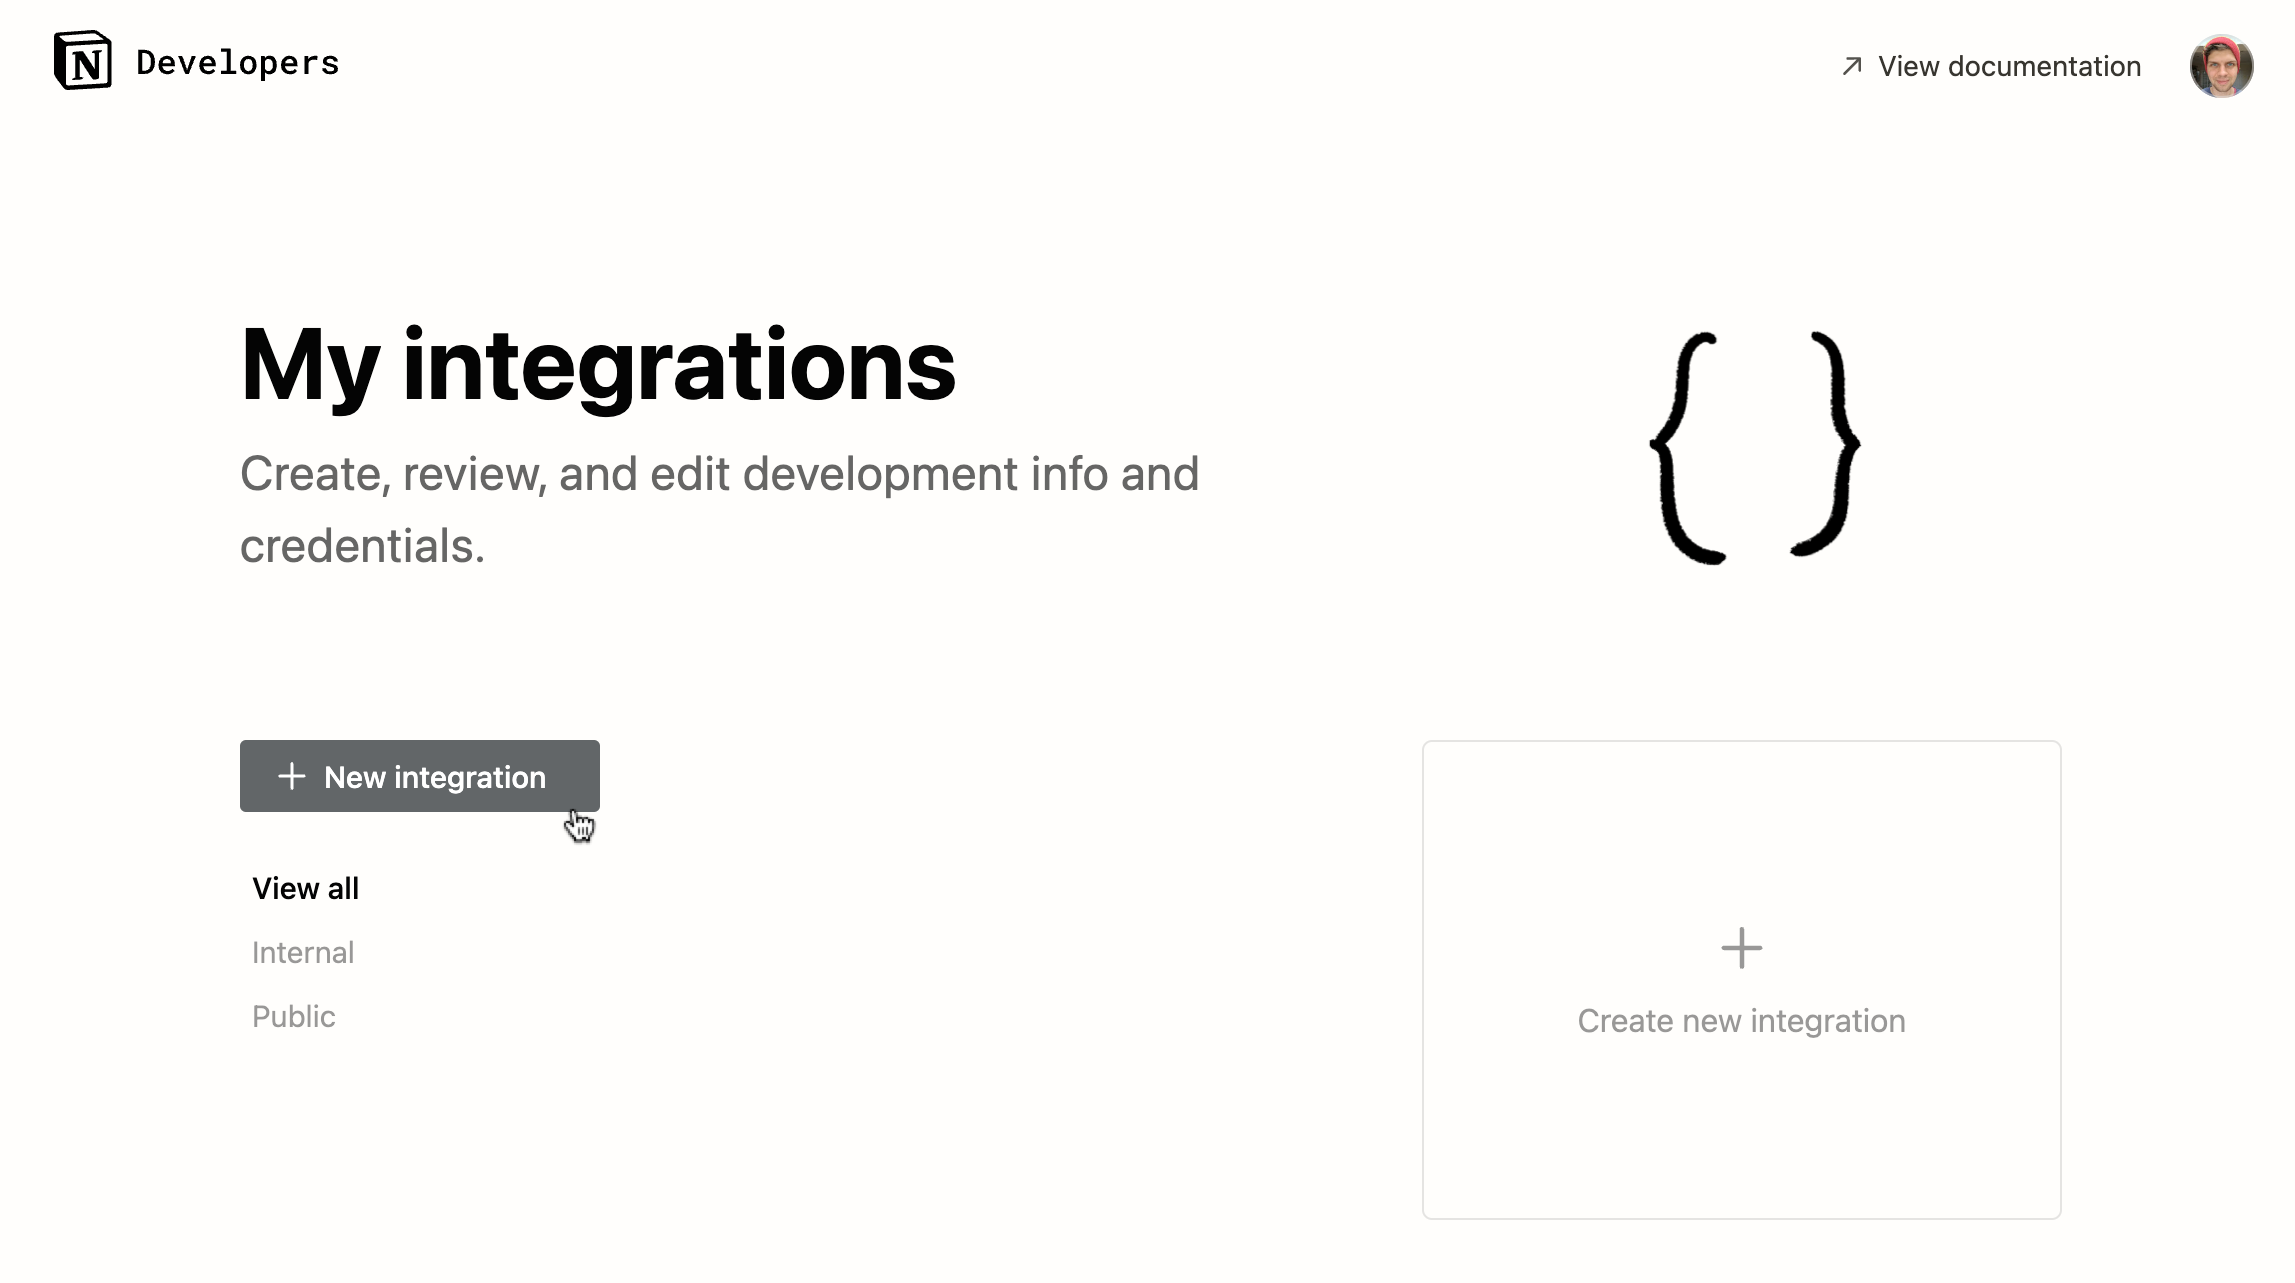 N Developers
View documentation
My integrations
Create, review, and edit development info and
credentials.
{ }
New integration
View all
Internal
Public
Create new integration